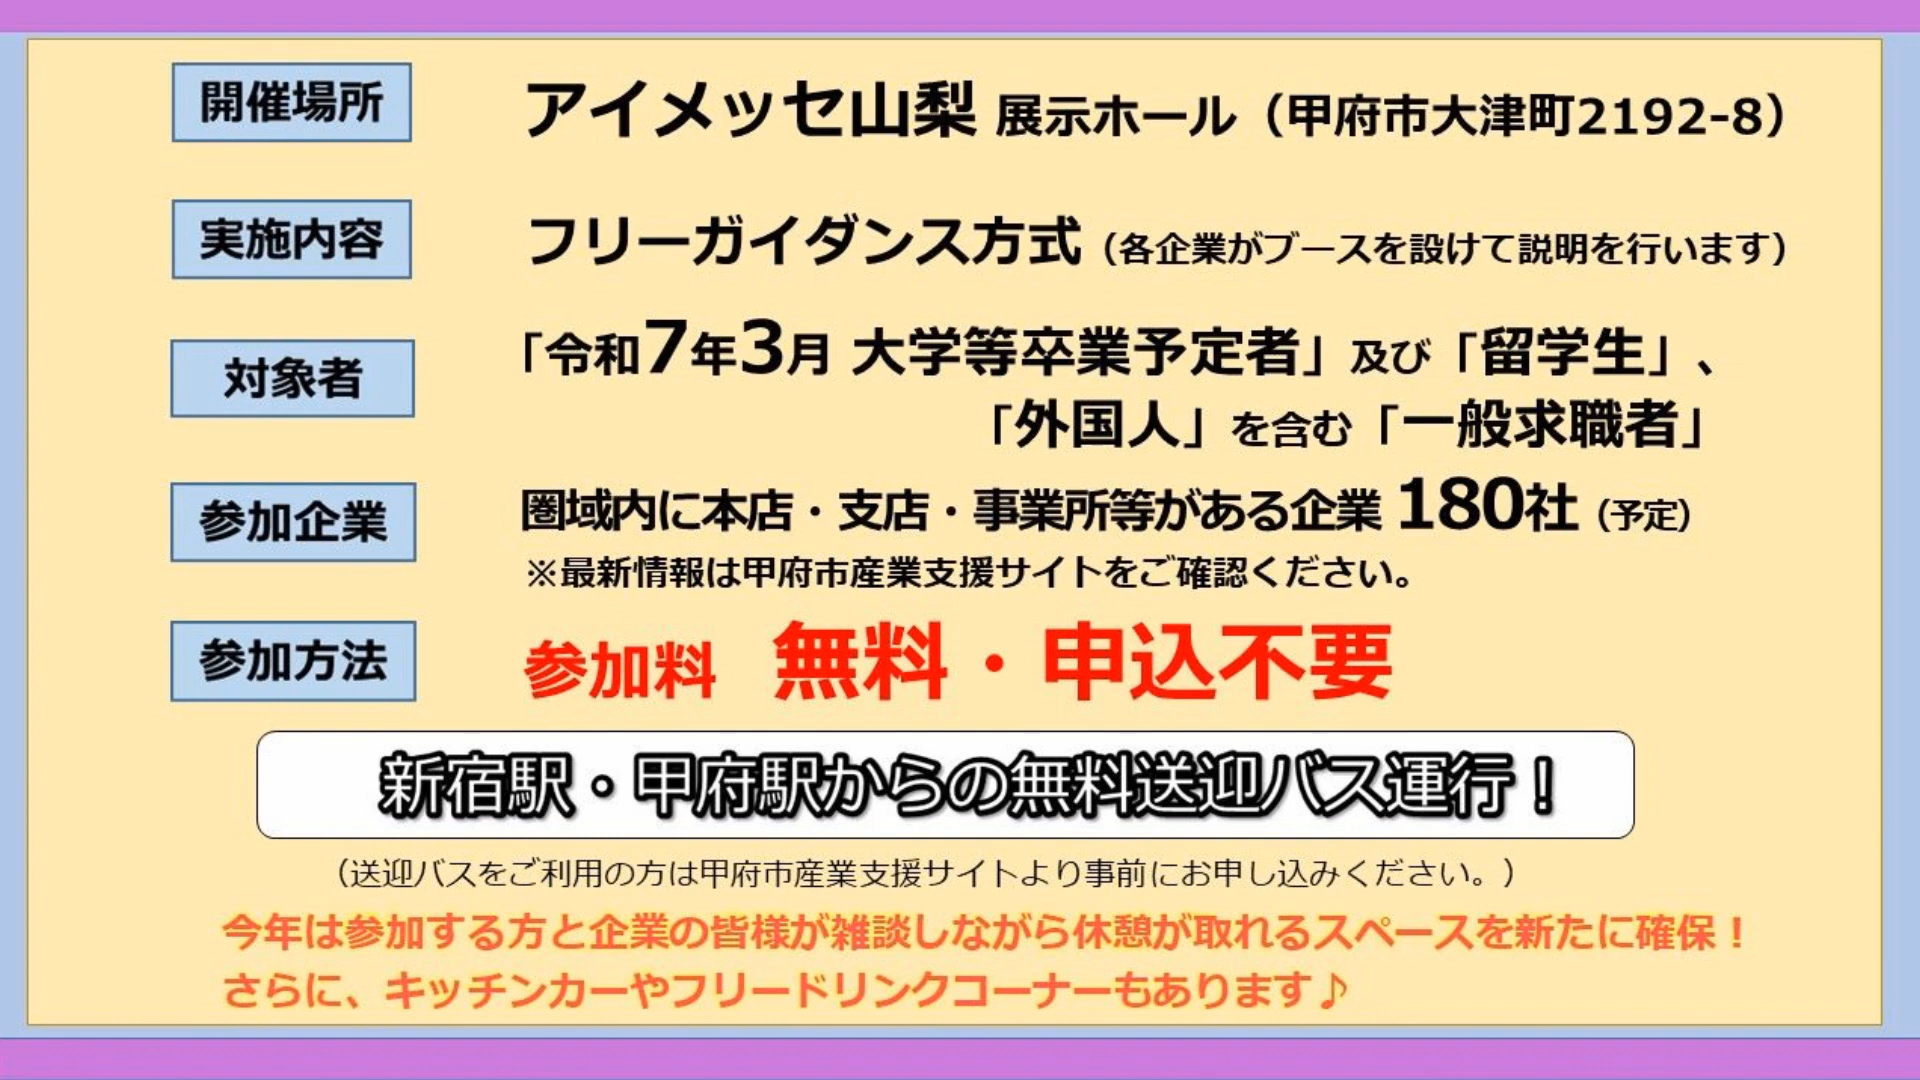 開催場所
アイメッセ山梨 展示ホール（甲府市大津町2192-8）
実施内容
フリーガイダンス方式（各企業がブースを設けて説明を行います）
対象者
「令和7年3月 大学等卒業予定者」及び「留学生」、
「外国人」を含む「一般求職者」
参加企業
圏域内に本店・支店・事業所等がある企業 180社（予定）
※最新情報は甲府市産業支援サイトをご確認ください。
参加方法
参加料 無料・申込不要
新宿駅・甲府駅からの無料送迎バス運行！
（送迎バスをご利用の方は甲府市産業支援サイトより事前にお申し込みください。）
今年は参加する方と企業の皆様が雑談しながら休憩が取れるスペースを新たに確保！
さらに、キッチンカーやフリードリンクコーナーもあります♪